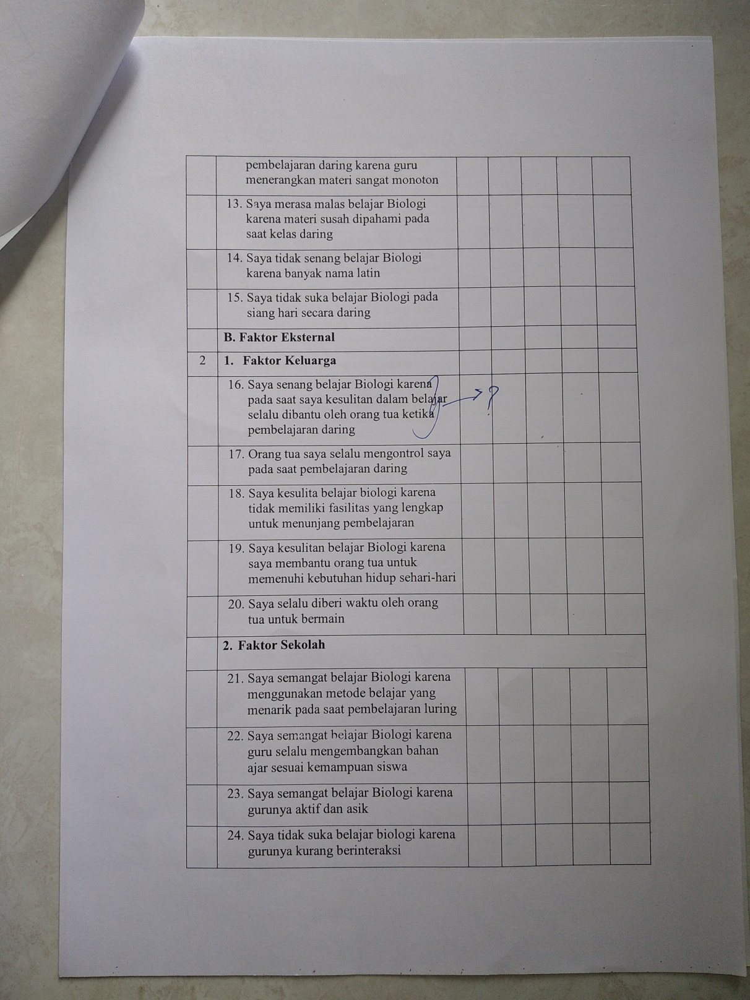 pembelajaran daring karena guru
menerangkan materi sangat monoton
13. Saya merasa malas belajar Biologi
karena materi susah dipahami pada
saat kelas daring
14. Saya tidak senang belajar Biologi
karena banyak nama latin
15. Saya tidak suka belajar Biologi pada
siang hari secara daring
B. Faktor Eksternal
2 1. Faktor Keluarga
16. Saya senang belajar Biologi karena
pada saat saya kesulitan dalam belajar
selalu dibantu oleh orang tua ketika
pembelajaran daring
?
17. Orang tua saya selalu mengontrol saya
pada saat pembelajaran daring
18. Saya kesulita belajar biologi karena
tidak memiliki fasilitas yang lengkap
untuk menunjang pembelajaran
19. Saya kesulitan belajar Biologi karena
saya membantu orang tua untuk
memenuhi kebutuhan hidup sehari-hari
20. Saya selalu diberi waktu oleh orang
tua untuk bermain
2. Faktor Sekolah
21. Saya semangat belajar Biologi karena
menggunakan metode belajar yang
menarik pada saat pembelajaran luring
22. Saya semangat belajar Biologi karena
guru selalu mengembangkan bahan
ajar sesuai kemampuan siswa
23. Saya semangat belajar Biologi karena
gurunya aktif dan asik
24. Saya tidak suka belajar biologi karena
gurunya kurang berinteraksi